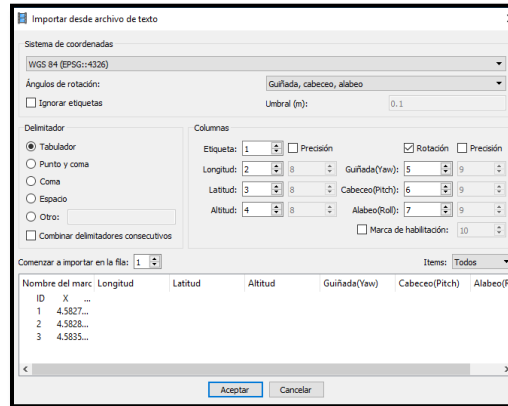 Importar desde archivo de texto
Sistema de coordenadas
WGS 84 (EPSG::4326)
Ángulos de rotación: Guiñada, cabeceo, alabeo
Ignorar etiquetas Umbral (m): 0.1
Delimitador Columnas
Tabulador Etiqueta: 1 Precisión Rotación Precisión
Punto y coma Longitud: 2 8 Guiñada(Yaw): 5 9
Coma Latitud: 3 8 Cabeceo(Pitch): 6 9
Espacio Altitud: 4 8 Alabeo(Roll): 7 9
Otro:
Combinar delimitadores consecutivos Marca de habilitación: 10
Comenzar a importar en la fila: 1 Items: Todos
Nombre del marc Longitud Latitud Altitud Guiñada(Yaw) Cabeceo(Pitch) Alabeo(R
ID X ...
1 4.5827...
2 4.5828...
3 4.5835...
Aceptar Cancelar